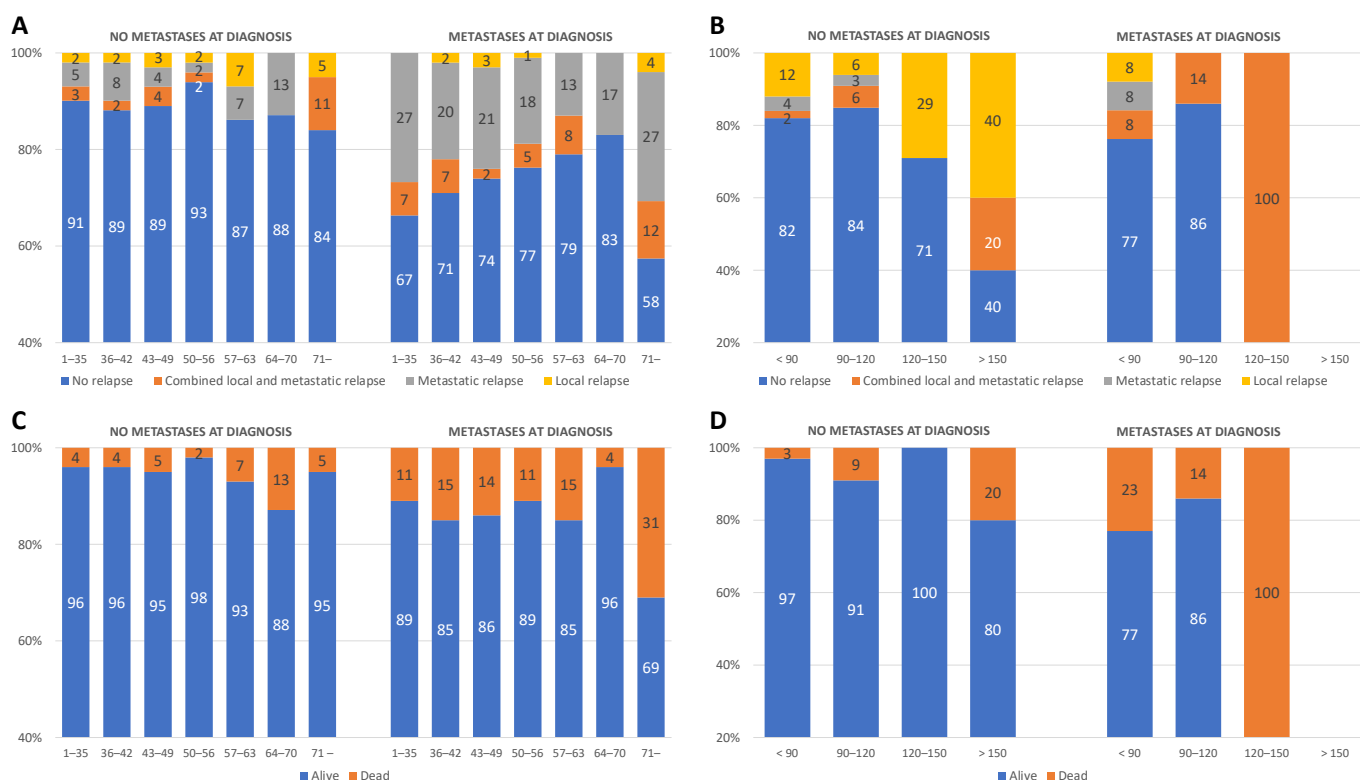 A
NO METASTASES AT DIAGNOSIS METASTASES AT DIAGNOSIS
100%
80%
60%
40%
2 2 3 2 7 13 5
5 8 4 2 7 11
3 2 4 2
91 89 89 93 87 88 84
27 2 3 1 13 17 4
20 21 18 27
7 7 2 5 8 12
67 71 74 77 79 83 58
1–35 36–42 43–49 50–56 57–63 64–70 71– 1–35 36–42 43–49 50–56 57–63 64–70 71–
No relapse Combined local and metastatic relapse Metastatic relapse Local relapse
B
NO METASTASES AT DIAGNOSIS METASTASES AT DIAGNOSIS
100%
80%
60%
40%
20%
12 6 29 40
4 3
2 6 20
82 84 71 40
8 14 100
8
8
77 86
< 90 90–120 120–150 > 150 < 90 90–120 120–150 > 150
No relapse Combined local and metastatic relapse Metastatic relapse Local relapse
C
NO METASTASES AT DIAGNOSIS METASTASES AT DIAGNOSIS
100%
80%
60%
40%
4 4 5 2 7 13 5
96 96 95 98 93 88 95
11 15 14 11 15 4 31
89 85 86 89 85 96 69
1–35 36–42 43–49 50–56 57–63 64–70 71 – 1–35 36–42 43–49 50–56 57–63 64–70 71–
Alive Dead
D
NO METASTASES AT DIAGNOSIS METASTASES AT DIAGNOSIS
100%
80%
60%
40%
20%
3 9 20
97 91 100 80
23 14 100
77 86
< 90 90–120 120–150 > 150 < 90 90–120 120–150 > 150
Alive Dead